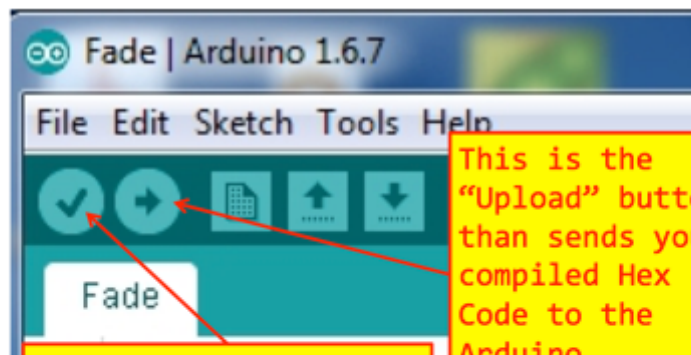 Fade | Arduino 1.6.7
File Edit Sketch Tools Help
This is the
“Upload”
than sends
compiled Hex
Code to the
Arduino
Fade